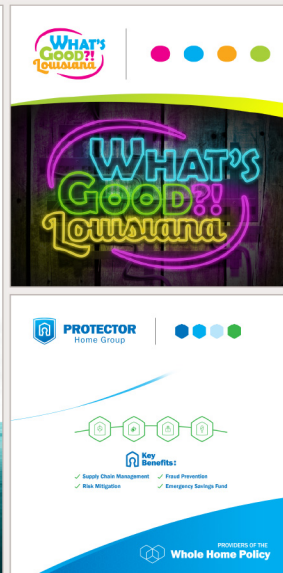 WHAT'S
GOOD?!
Louisiana
WHAT'S
GOOD?!
Louisiana
PROTECTOR
Home Group
Key
Benefits:
✓ Supply Chain Management ✓ Fraud Prevention
✓ Risk Mitigation ✓ Emergency Savings Fund
PROVIDERS OF THE
Whole Home Policy